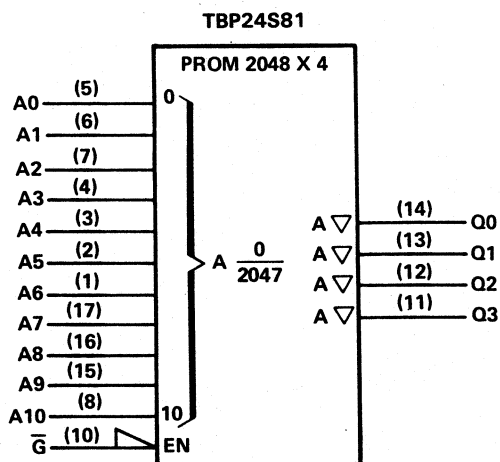 TBP24S81
PROM 2048 X 4
A0 (5) 0
A1 (6)
A2 (7)
A3 (4)
A4 (3)
A5 (2)
A6 (1)
A7 (17)
A8 (16)
A9 (15)
A10 (8) 10
G̅ (10) EN
A 0
2047
A ▽ (14) Q0
A ▽ (13) Q1
A ▽ (12) Q2
A ▽ (11) Q3